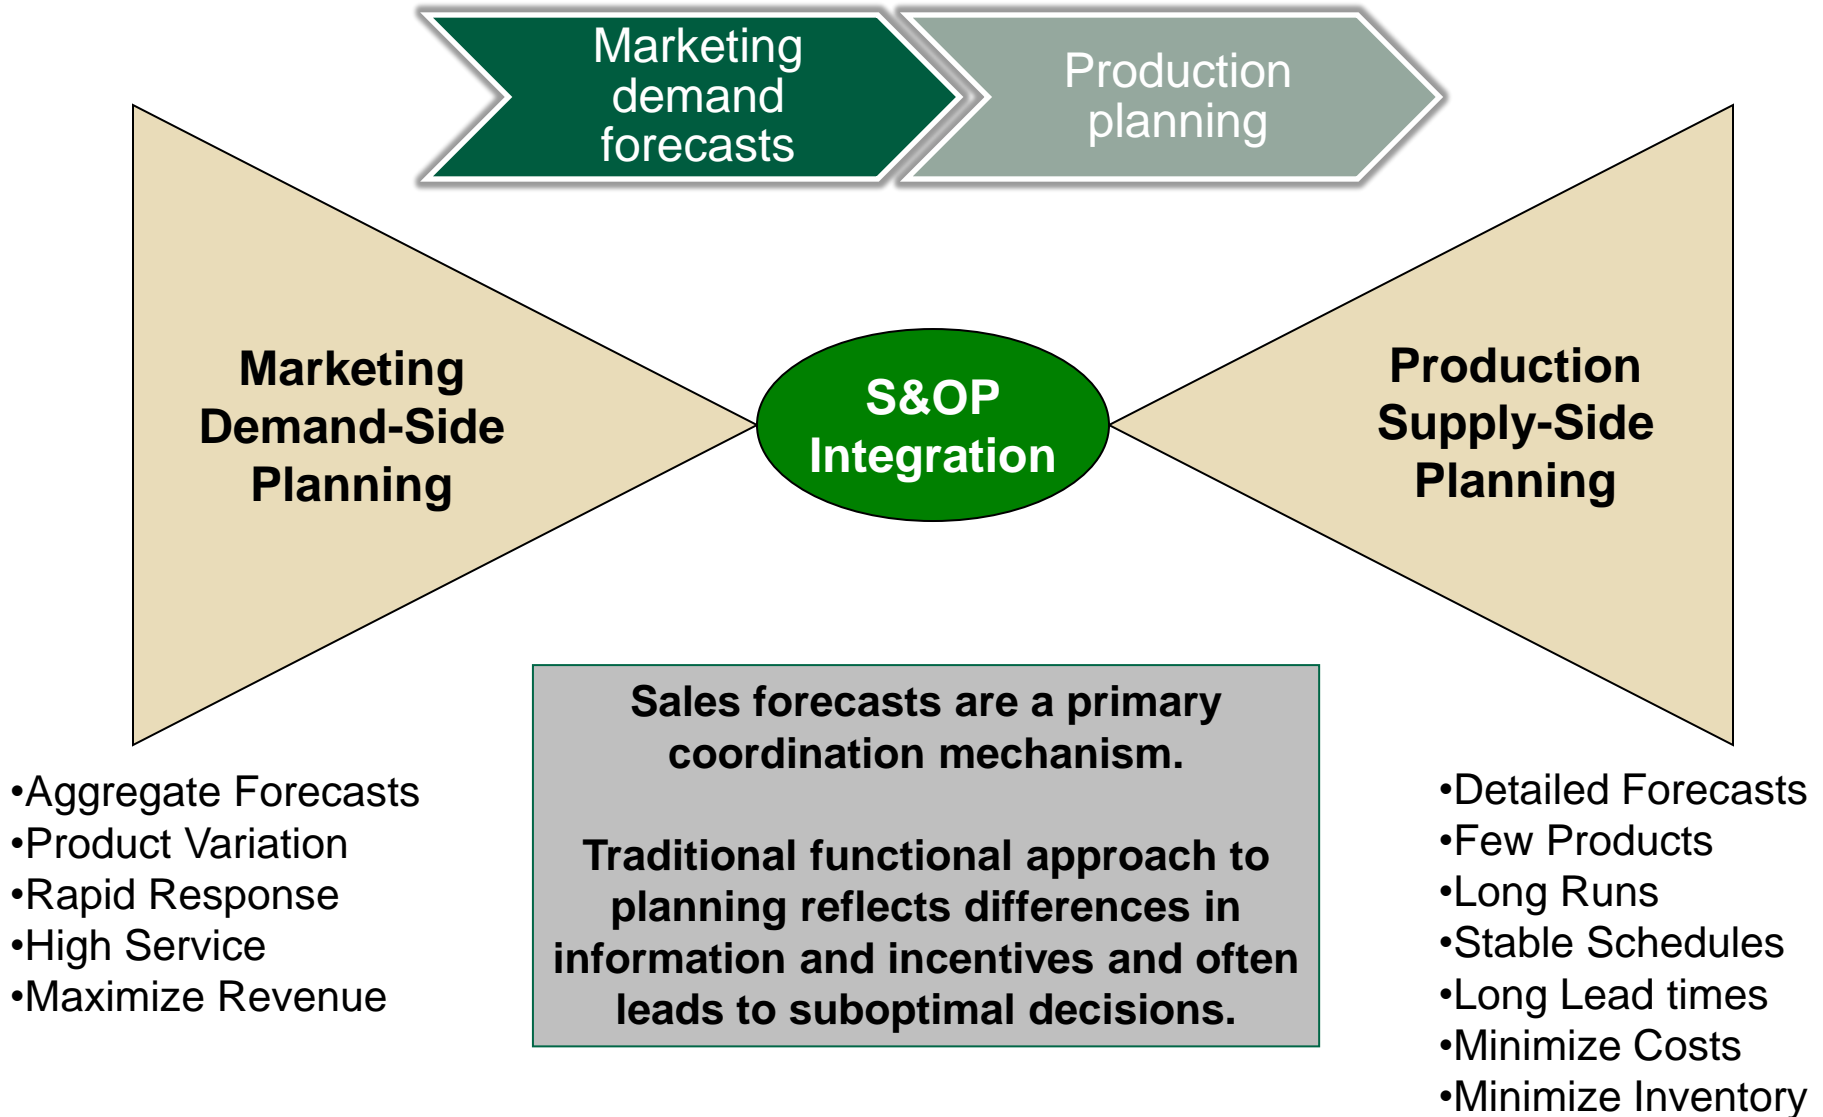 Marketing
demand
forecasts
Production
planning
Marketing
Demand-Side
Planning
S&OP
Integration
Production
Supply-Side
Planning
Sales forecasts are a primary
coordination mechanism.
Traditional functional approach to
planning reflects differences in
information and incentives and often
leads to suboptimal decisions.
•Aggregate Forecasts
•Product Variation
•Rapid Response
•High Service
•Maximize Revenue
•Detailed Forecasts
•Few Products
•Long Runs
•Stable Schedules
•Long Lead times
•Minimize Costs
•Minimize Inventory